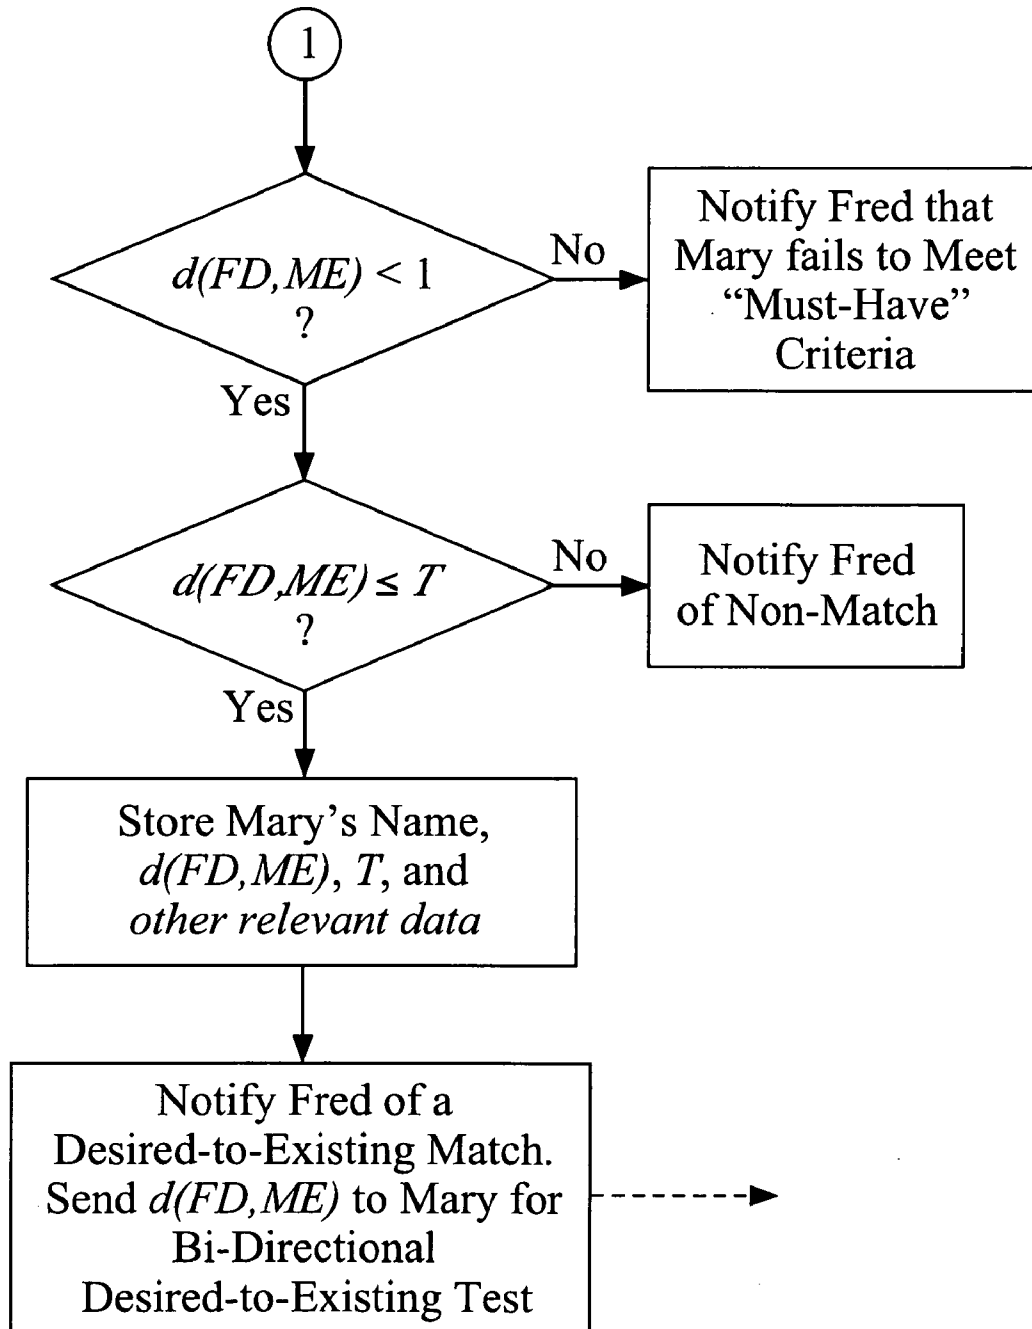 1
d(FD,ME) < 1
?
No
Notify Fred that
Mary fails to Meet
“Must-Have”
Criteria
Yes
d(FD,ME) ≤ T
?
No
Notify Fred
of Non-Match
Yes
Store Mary’s Name,
d(FD,ME), T, and
other relevant data
Notify Fred of a
Desired-to-Existing Match.
Send d(FD,ME) to Mary for
Bi-Directional
Desired-to-Existing Test